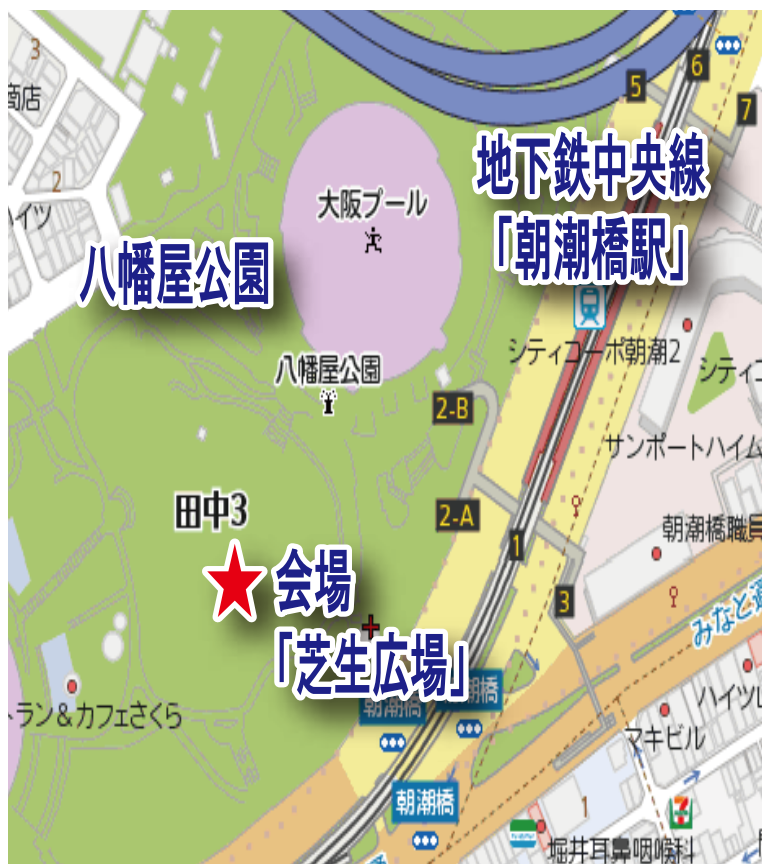 3
商店
2
ハイツ
6
5
7
地下鉄中央線
「朝潮橋駅」
大阪プール
八幡屋公園
シティコーポ朝潮2
シティコ
八幡屋公園
2-B
サンポートハイム
田中3
2-A
1
朝潮橋職員
会場
3
「芝生広場」
みなと通
朝潮橋
朝潮橋
ハイツ
トラン&カフェさくら
マキビル
朝潮橋
1
7
堀井耳鼻咽喉科